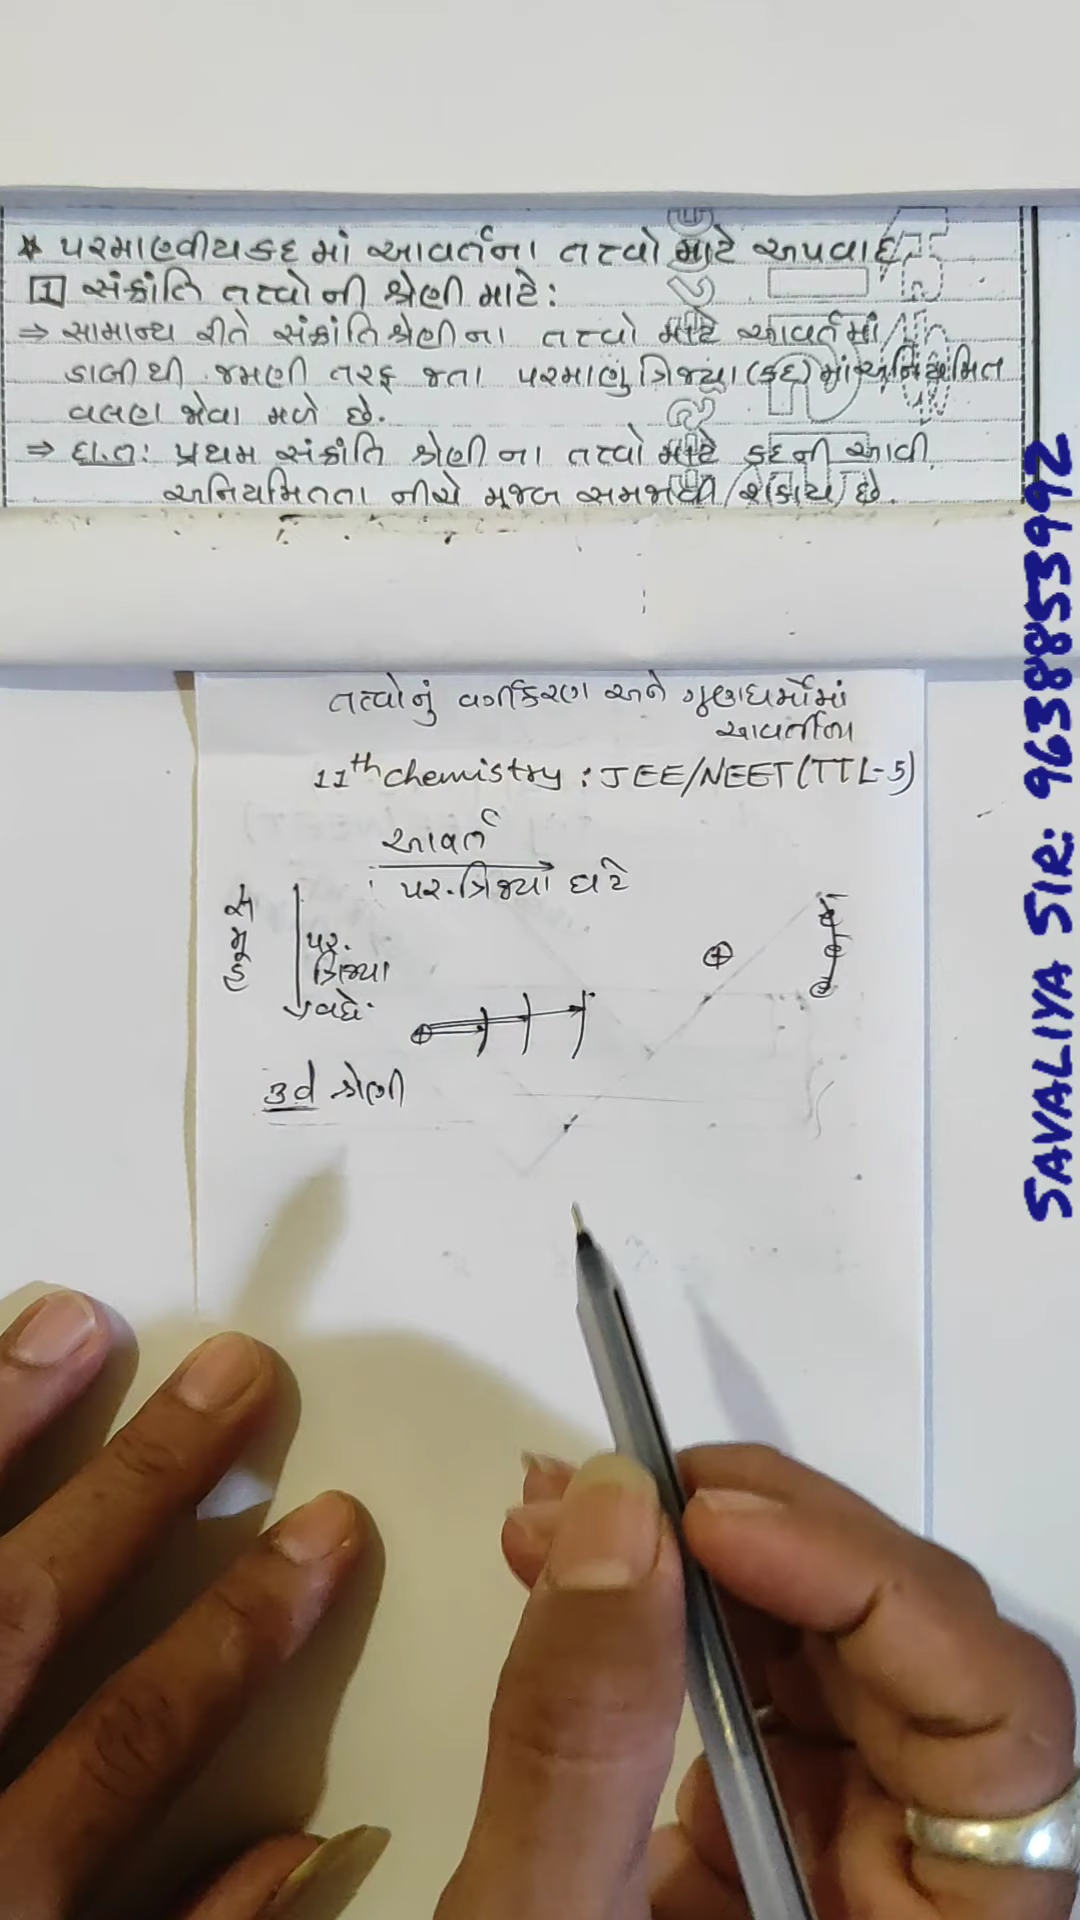 * પરમાણ્વીયકદ માં આવર્તના તત્વો માટે અપવાદ
1 સંક્રાંતિ તત્વોની શ્રેણી માટે:
⇒ સામાન્ય રીતે સંક્રાંતિશ્રેણીના તત્વો માટે આવર્તમાં
ડાબીથી જમણી તરફ જતા પરમાણુંત્રિજ્યા(કદ)માં અનિયમિત
વલણ જોવા મળે છે.
⇒ દા.ત: પ્રથમ સંક્રાંતિ શ્રેણીના તત્વો માટે કદની આવી
અનિયમિતતા નીચે મૂજબ સમજાવી શકાય છે.
તત્વોનું વર્ગીકરણ અને ગુણધર્મોમાં
આવર્તીતા
11th chemistry : JEE/NEET(TTL-5)
આવર્ત
પર.ત્રિજ્યા ઘટે
સમૂહ
પર.
ત્રિજ્યા
વધે.
3d શ્રેણી
SAVALIYA SIR: 9638853992